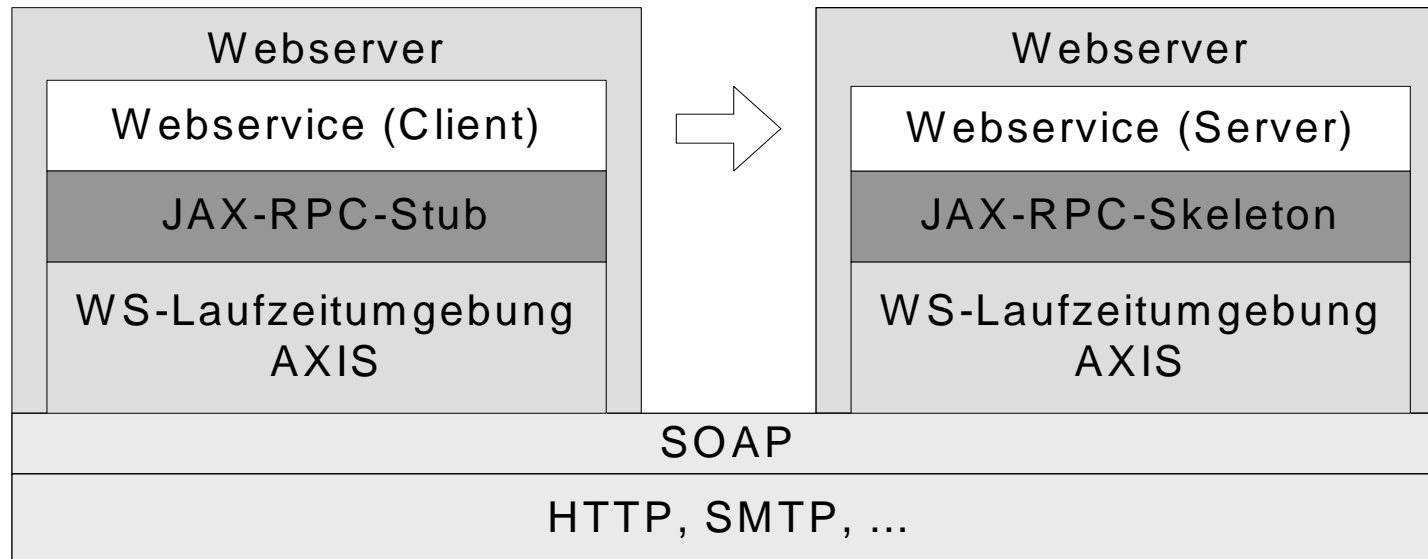 Webserver
Webservice (Client)
JAX-RPC-Stub
WS-Laufzeitumgebung
AXIS
Webserver
Webservice (Server)
JAX-RPC-Skeleton
WS-Laufzeitumgebung
AXIS
SOAP
HTTP, SMTP, ...